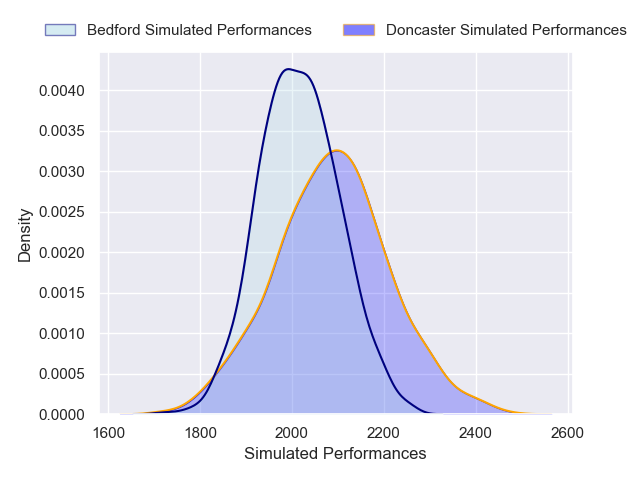 Bedford Simulated Performances
Doncaster Simulated Performances
0.0040
0.0035
0.0030
0.0025
0.0020
0.0015
0.0010
0.0005
0.0000
Density
1600 1800 2000 2200 2400 2600
Simulated Performances